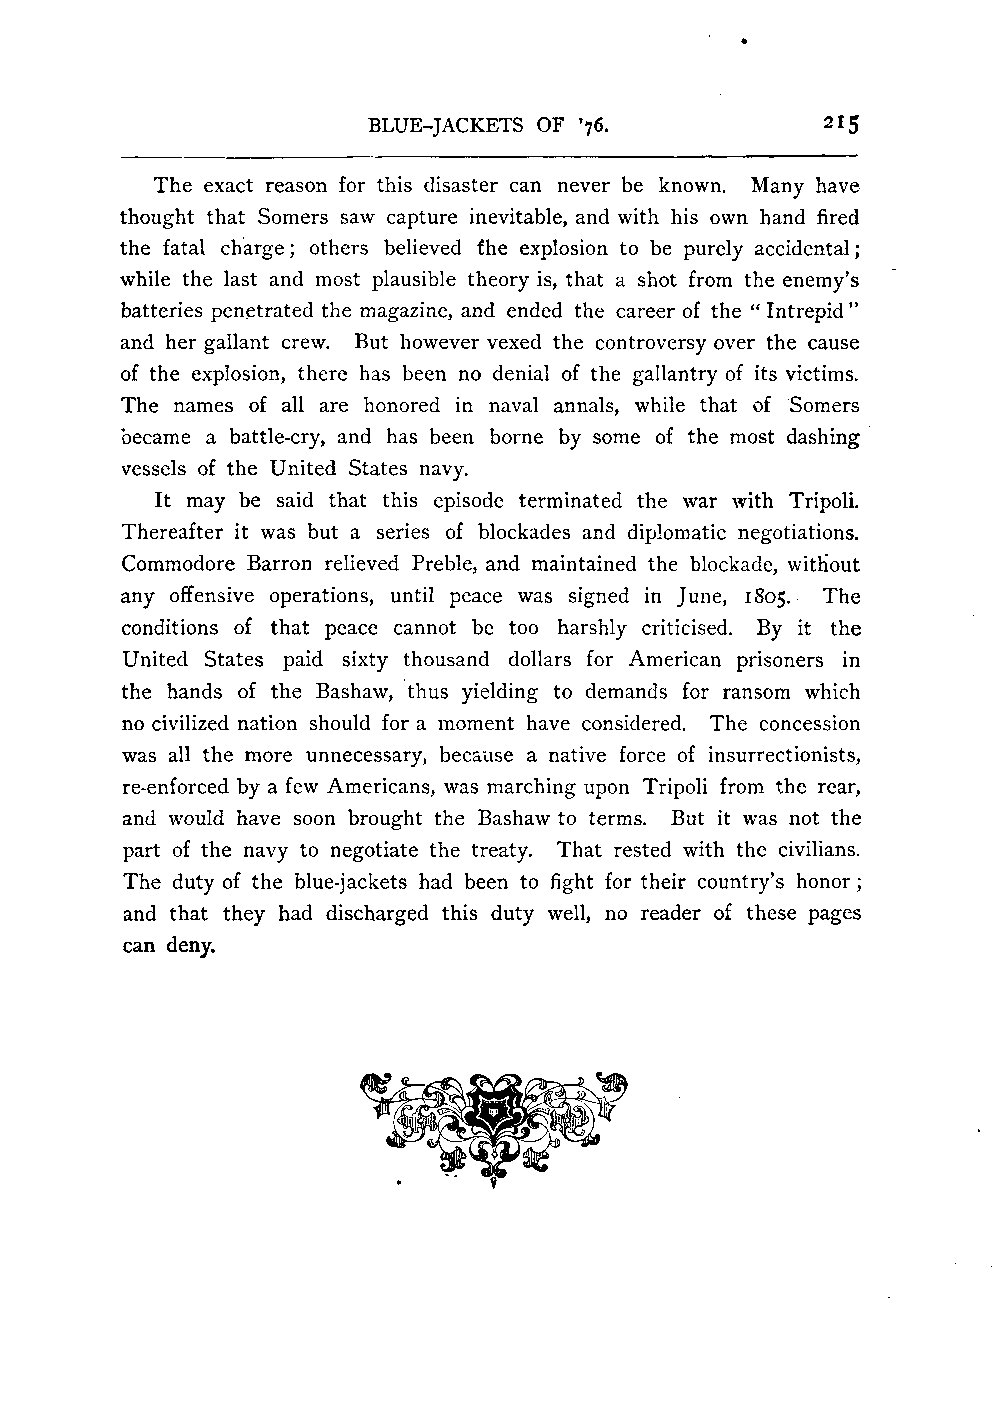 BLUE-JACKETS OF '76. 215
The exact reason for this disaster can never be known. Many have
thought that Somers saw capture inevitable, and with his own hand fired
the fatal charge; others believed the explosion to be purely accidental;
while the last and most plausible theory is, that a shot from the enemy's
batteries penetrated the magazine, and ended the career of the "Intrepid"
and her gallant crew. But however vexed the controversy over the cause
of the explosion, there has been no denial of the gallantry of its victims.
The names of all are honored in naval annals, while that of Somers
became a battle-cry, and has been borne by some of the most dashing
vessels of the United States navy.
It may be said that this episode terminated the war with Tripoli.
Thereafter it was but a series of blockades and diplomatic negotiations.
Commodore Barron relieved Preble, and maintained the blockade, without
any offensive operations, until peace was signed in June, 1805. The
conditions of that peace cannot be too harshly criticised. By it the
United States paid sixty thousand dollars for American prisoners in
the hands of the Bashaw, thus yielding to demands for ransom which
no civilized nation should for a moment have considered. The concession
was all the more unnecessary, because a native force of insurrectionists,
re-enforced by a few Americans, was marching upon Tripoli from the rear,
and would have soon brought the Bashaw to terms. But it was not the
part of the navy to negotiate the treaty. That rested with the civilians.
The duty of the blue-jackets had been to fight for their country's honor;
and that they had discharged this duty well, no reader of these pages
can deny.